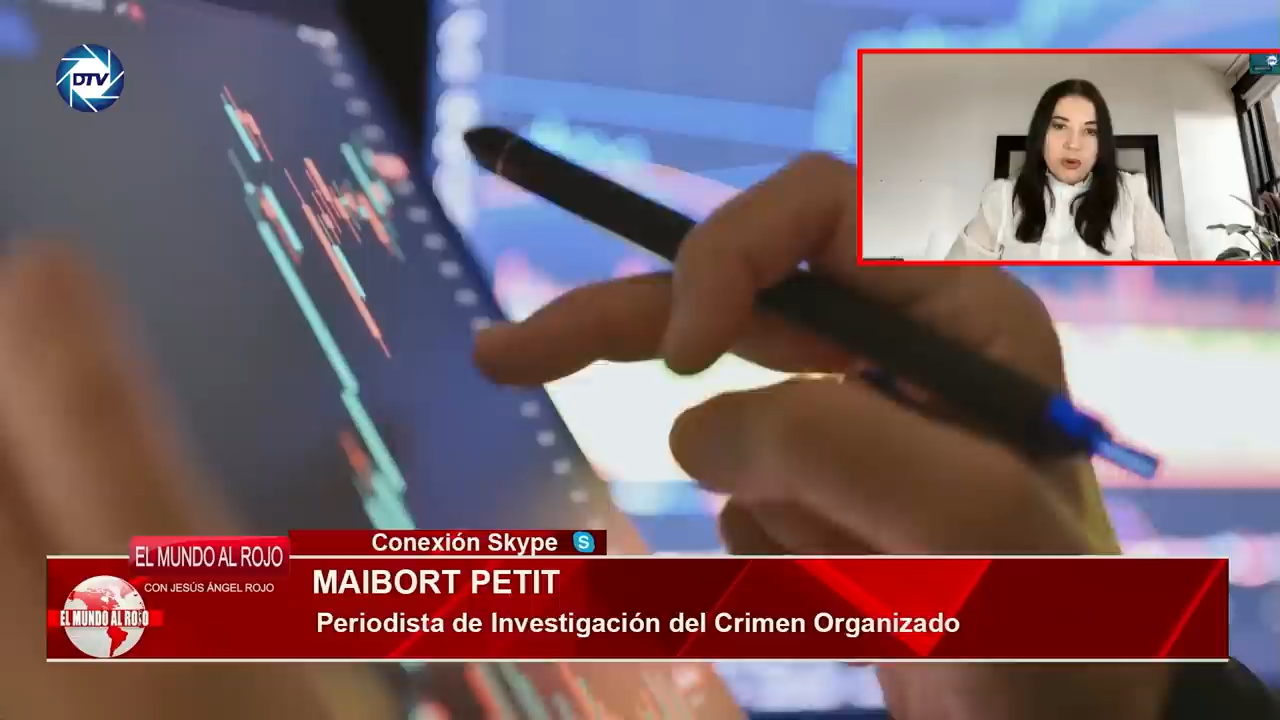 DTV
Conexión Skype
EL MUNDO AL ROJO
CON JESÚS ÁNGEL ROJO
EL MUNDO AL ROJO
MAIBORT PETIT
Periodista de Investigación del Crimen Organizado